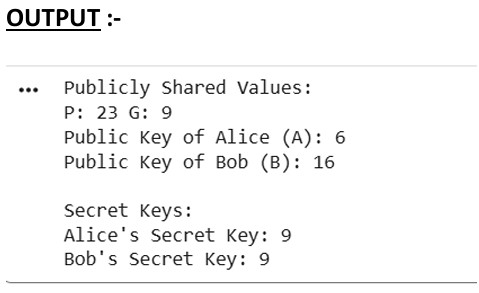 OUTPUT :-
••• Publicly Shared Values:
P: 23 G: 9
Public Key of Alice (A): 6
Public Key of Bob (B): 16
Secret Keys:
Alice's Secret Key: 9
Bob's Secret Key: 9